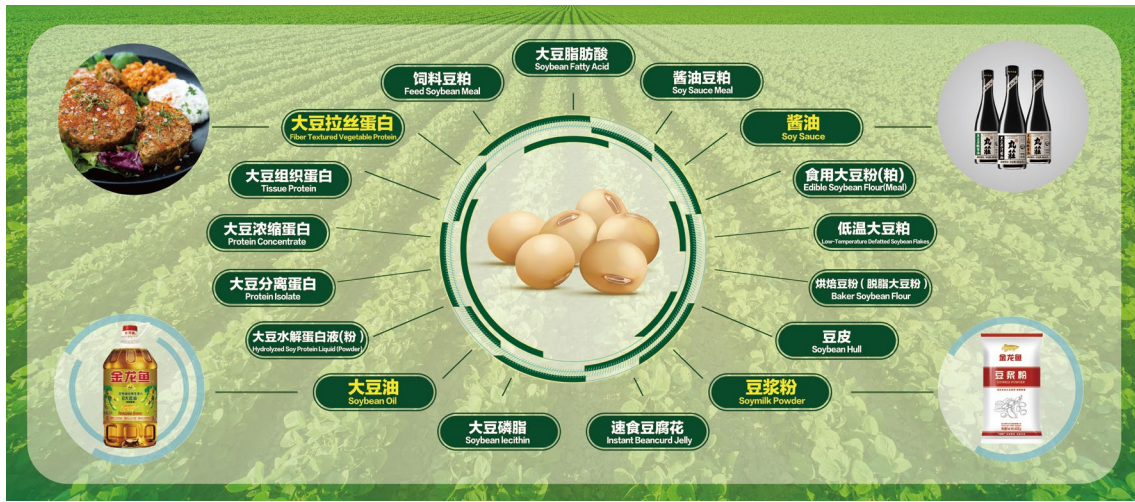 大豆脂肪酸
Soybean Fatty Acid
饲料豆粕
Feed Soybean Meal
酱油豆粕
Soy Sauce Meal
大豆拉丝蛋白
Fiber Textured Vegetable Protein
酱油
Soy Sauce
大豆组织蛋白
Tissue Protein
食用大豆粉(粕)
Edible Soybean Flour(Meal)
大豆浓缩蛋白
Protein Concentrate
低温大豆粕
Low-Temperature Defatted Soybean Flakes
大豆分离蛋白
Protein Isolate
烘焙豆粉(脱脂大豆粉)
Baker Soybean Flour
大豆水解蛋白液(粉)
Hydrolyzed Soy Protein Liquid (Powder)
豆皮
Soybean Hull
大豆油
Soybean Oil
豆浆粉
Soymilk Powder
大豆磷脂
Soybean lecithin
速食豆腐花
Instant Beancurd Jelly
丸莊
丸莊
丸莊
金龙鱼
金龙鱼
豆浆粉